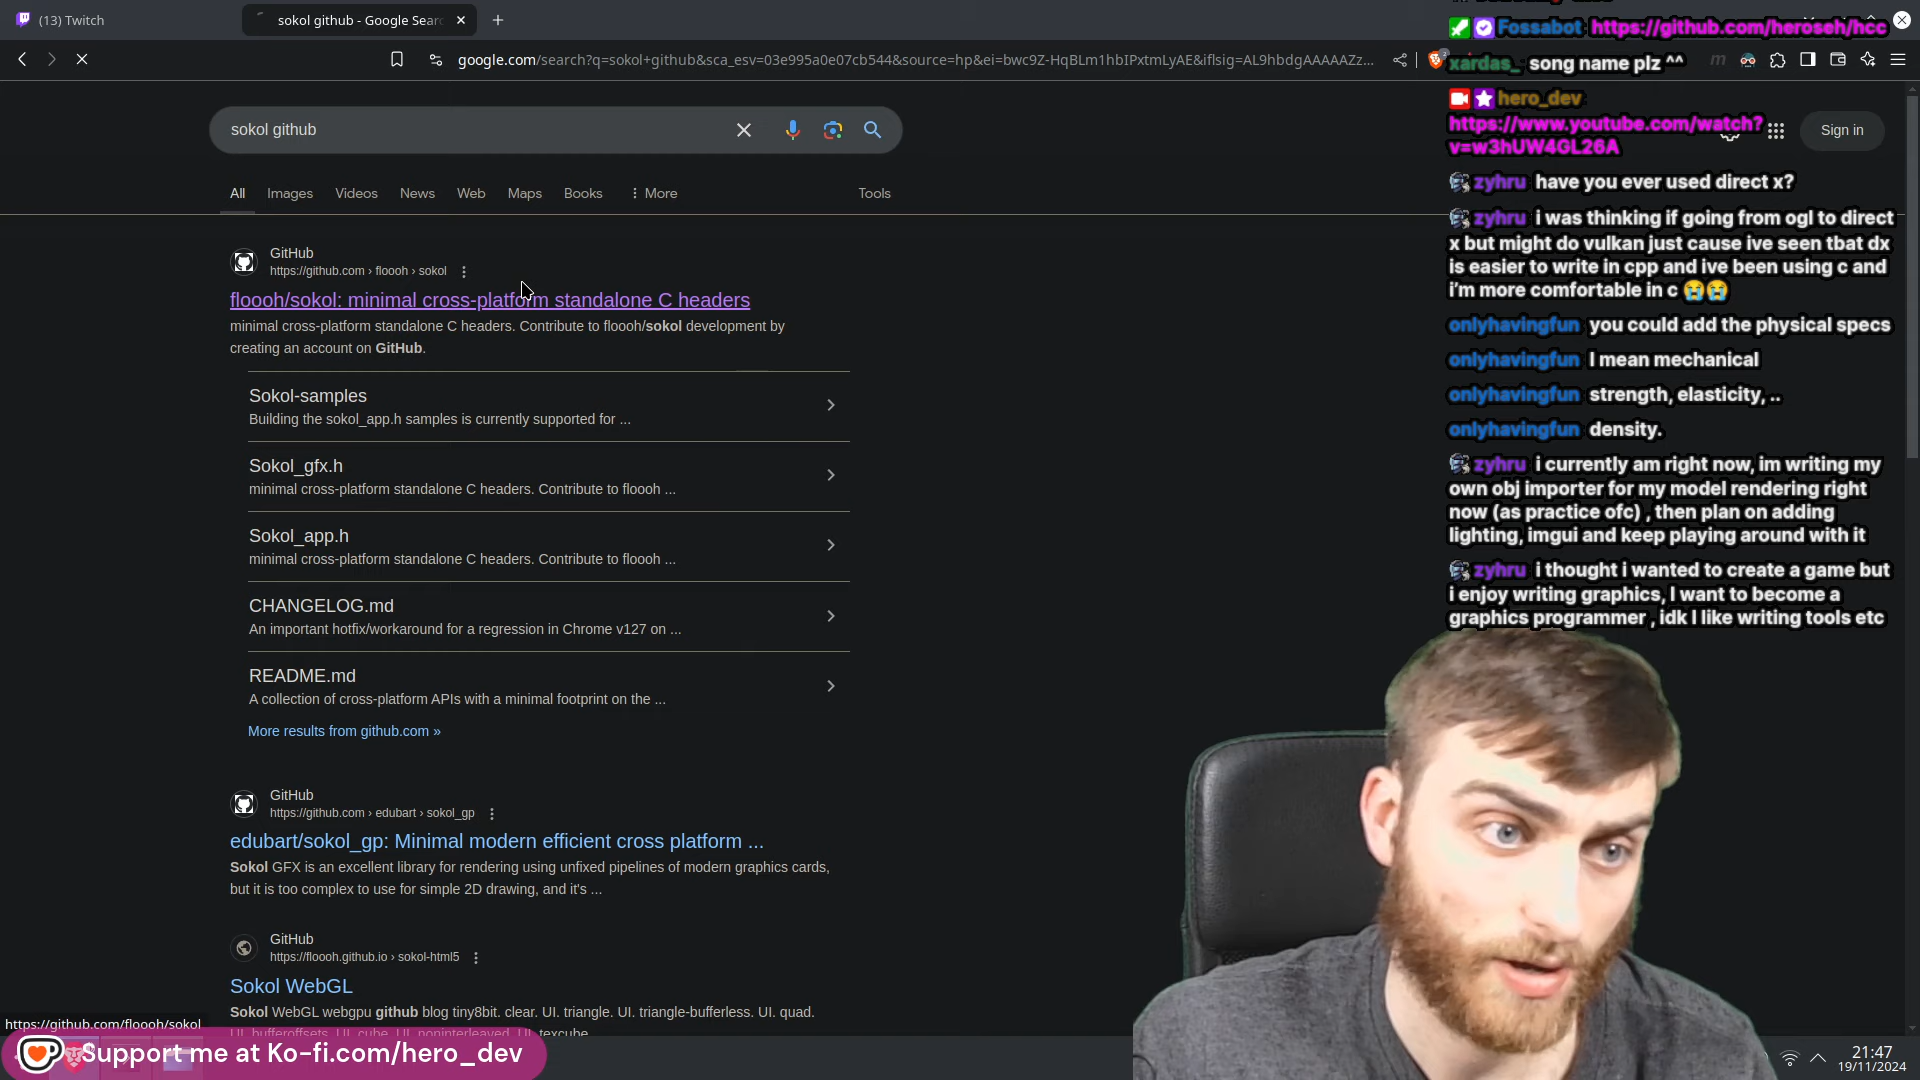 (13) Twitch
sokol github - Google Sear
google.com/search?q=sokol+github&sca_esv=03e995a0e07cb544&source=hp&ei=bwc9Z-HqBLm1hbIPxtmLyAE&iflsig=AL9hbdgAAAAAZz...
sokol github
Sign in
All
Images
Videos
News
Web
Maps
Books
More
Tools
GitHub
https://github.com › floooh › sokol
floooh/sokol: minimal cross-platform standalone C headers
minimal cross-platform standalone C headers. Contribute to floooh/sokol development by
creating an account on GitHub.
Sokol-samples
Building the sokol_app.h samples is currently supported for ...
Sokol_gfx.h
minimal cross-platform standalone C headers. Contribute to floooh ...
Sokol_app.h
minimal cross-platform standalone C headers. Contribute to floooh ...
CHANGELOG.md
An important hotfix/workaround for a regression in Chrome v127 on ...
README.md
A collection of cross-platform APIs with a minimal footprint on the ...
More results from github.com »
GitHub
https://github.com › edubart › sokol_gp
edubart/sokol_gp: Minimal modern efficient cross platform ...
Sokol GFX is an excellent library for rendering using unfixed pipelines of modern graphics cards,
but it is too complex to use for simple 2D drawing, and it's ...
GitHub
https://floooh.github.io › sokol-html5
Sokol WebGL
Sokol WebGL webgpu github blog tiny8bit. clear. UI. triangle. UI. triangle-bufferless. UI. quad.
UI. bufferoffsets. UI. cube. UI. noninterleaved. UI. texcube.
https://github.com/floooh/sokol
Support me at Ko-fi.com/hero_dev
Fossabot https://github.com/heroseh/hcc
xardas_ song name plz ^^
hero_dev
https://www.youtube.com/watch?
v=w3hUW4GL26A
zyhru have you ever used direct x?
zyhru i was thinking if going from ogl to direct
x but might do vulkan just cause ive seen tbat dx
is easier to write in cpp and ive been using c and
i'm more comfortable in c 😭😭
onlyhavingfun you could add the physical specs
onlyhavingfun I mean mechanical
onlyhavingfun strength, elasticity, ..
onlyhavingfun density.
zyhru i currently am right now, im writing my
own obj importer for my model rendering right
now (as practice ofc) , then plan on adding
lighting, imgui and keep playing around with it
zyhru i thought i wanted to create a game but
i enjoy writing graphics, I want to become a
graphics programmer , idk I like writing tools etc
21:47
19/11/2024